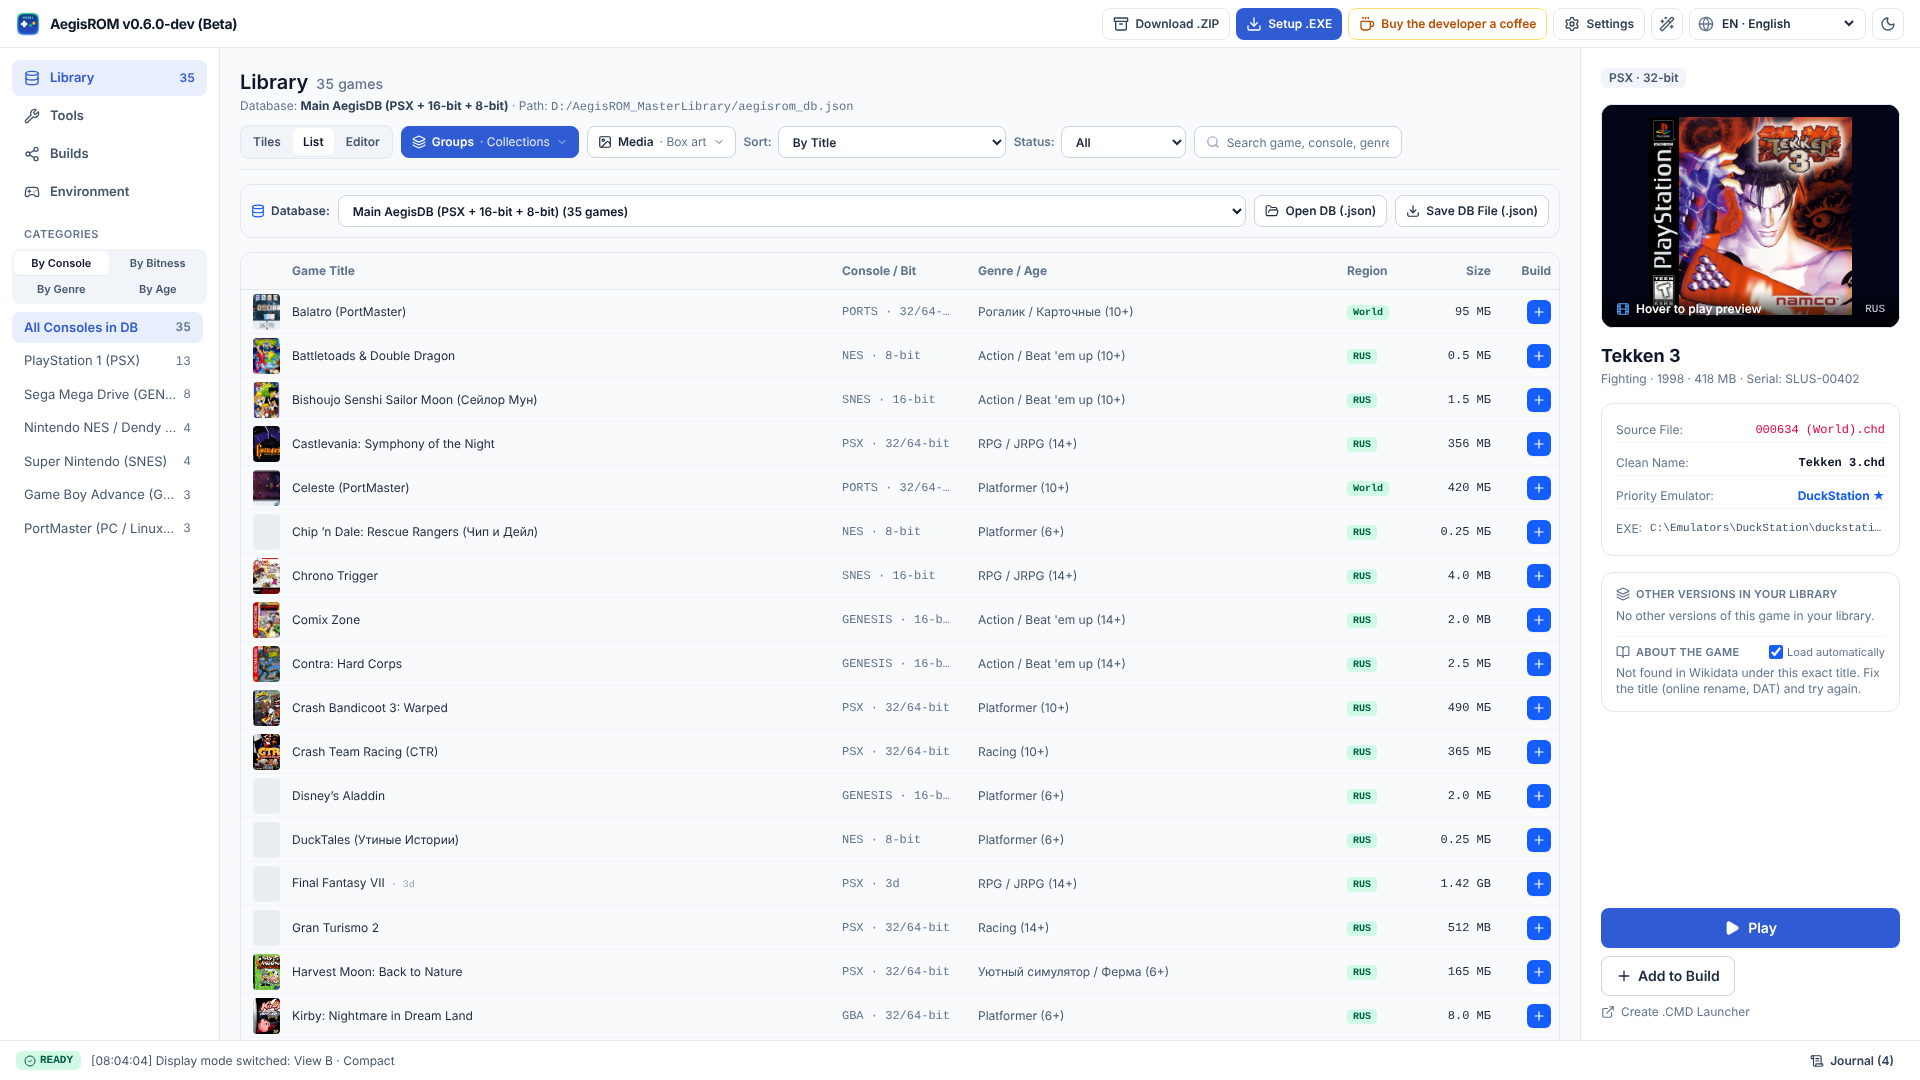 AegisROM v0.6.0-dev (Beta)
Download .ZIP
Setup .EXE
Buy the developer a coffee
Settings
EN · English
Library 35
Tools
Builds
Environment
CATEGORIES
By Console
By Bitness
By Genre
By Age
All Consoles in DB 35
PlayStation 1 (PSX) 13
Sega Mega Drive (GEN... 8
Nintendo NES / Dendy ... 4
Super Nintendo (SNES) 4
Game Boy Advance (G... 3
PortMaster (PC / Linux... 3
Library 35 games
Database: Main AegisDB (PSX + 16-bit + 8-bit) · Path: D:/AegisROM_MasterLibrary/aegisrom_db.json
Tiles
List
Editor
Groups · Collections
Media · Box art
Sort: By Title
Status: All
Search game, console, genre
Database: Main AegisDB (PSX + 16-bit + 8-bit) (35 games)
Open DB (.json)
Save DB File (.json)
Game Title Console / Bit Genre / Age Region Size Build
Balatro (PortMaster) PORTS · 32/64-… Рогалик / Карточные (10+) World 95 МБ
Battletoads & Double Dragon NES · 8-bit Action / Beat 'em up (10+) RUS 0.5 МБ
Bishoujo Senshi Sailor Moon (Сейлор Мун) SNES · 16-bit Action / Beat 'em up (10+) RUS 1.5 МБ
Castlevania: Symphony of the Night PSX · 32/64-bit RPG / JRPG (14+) RUS 356 MB
Celeste (PortMaster) PORTS · 32/64-… Platformer (10+) World 420 МБ
Chip ’n Dale: Rescue Rangers (Чип и Дейл) NES · 8-bit Platformer (6+) RUS 0.25 МБ
Chrono Trigger SNES · 16-bit RPG / JRPG (14+) RUS 4.0 MB
Comix Zone GENESIS · 16-b… Action / Beat 'em up (14+) RUS 2.0 MB
Contra: Hard Corps GENESIS · 16-b… Action / Beat 'em up (14+) RUS 2.5 МБ
Crash Bandicoot 3: Warped PSX · 32/64-bit Platformer (10+) RUS 490 МБ
Crash Team Racing (CTR) PSX · 32/64-bit Racing (10+) RUS 365 МБ
Disney’s Aladdin GENESIS · 16-b… Platformer (6+) RUS 2.0 МБ
DuckTales (Утиные Истории) NES · 8-bit Platformer (6+) RUS 0.25 МБ
Final Fantasy VII · 3d PSX · 3d RPG / JRPG (14+) RUS 1.42 GB
Gran Turismo 2 PSX · 32/64-bit Racing (14+) RUS 512 MB
Harvest Moon: Back to Nature PSX · 32/64-bit Уютный симулятор / Ферма (6+) RUS 165 МБ
Kirby: Nightmare in Dream Land GBA · 32/64-bit Platformer (6+) RUS 8.0 МБ
PSX · 32-bit
PlayStation
TEKKEN
3
TEEN
T
namco
Hover to play preview
RUS
Tekken 3
Fighting · 1998 · 418 MB · Serial: SLUS-00402
Source File: 000634 (World).chd
Clean Name: Tekken 3.chd
Priority Emulator: DuckStation ★
EXE: C:\Emulators\DuckStation\duckstati…
OTHER VERSIONS IN YOUR LIBRARY
No other versions of this game in your library.
ABOUT THE GAME
Load automatically
Not found in Wikidata under this exact title. Fix
the title (online rename, DAT) and try again.
Play
Add to Build
Create .CMD Launcher
READY [08:04:04] Display mode switched: View B · Compact
Journal (4)